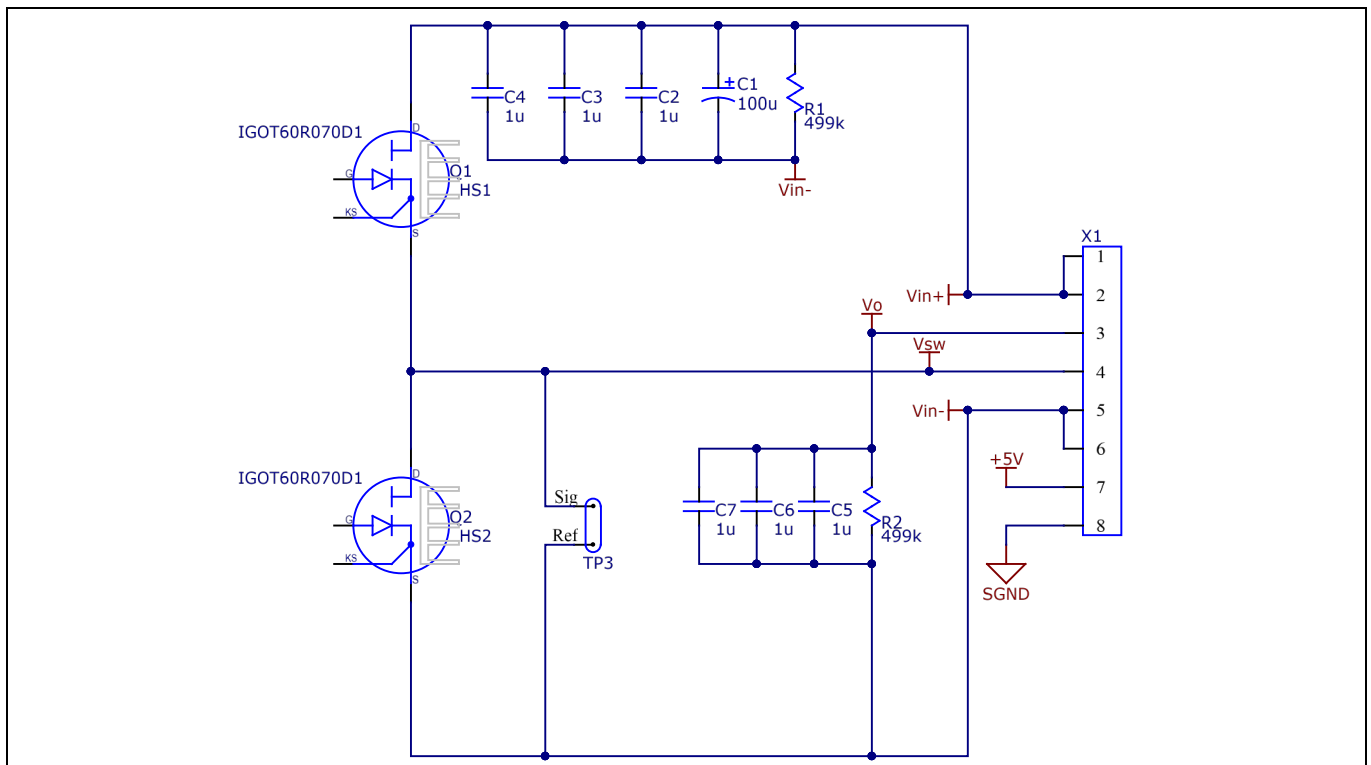 C4
1u
C3
1u
C2
1u
+
C1
100u
R1
499k
Vin-
IGOT60R070D1
D
G
KS
S
Q1
HS1
X1
1
2
3
4
5
6
7
8
Vin+
Vo
Vsw
Vin-
+5V
SGND
IGOT60R070D1
D
G
KS
S
Q2
HS2
Sig
Ref
TP3
C7
1u
C6
1u
C5
1u
R2
499k